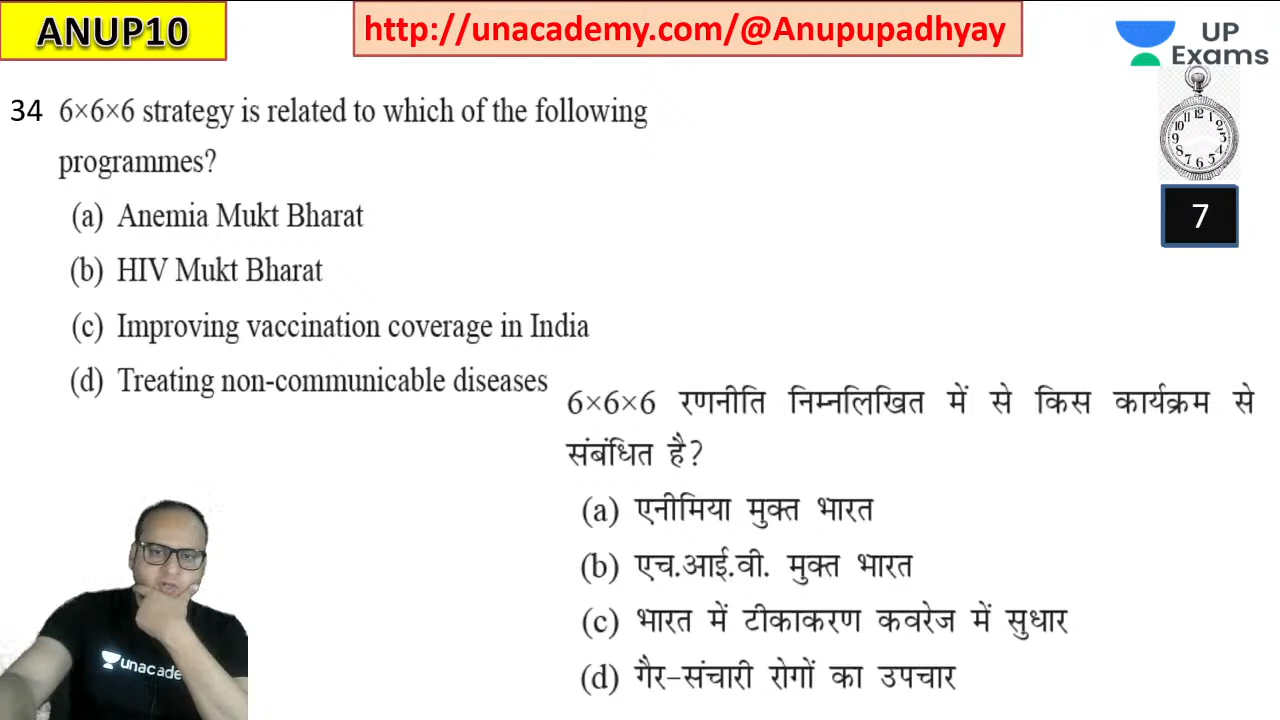 ANUP10
http://unacademy.com/@Anupupadhyay
UP
Exams
34 6×6×6 strategy is related to which of the following
programmes?
(a) Anemia Mukt Bharat
(b) HIV Mukt Bharat
(c) Improving vaccination coverage in India
(d) Treating non-communicable diseases
7
6×6×6 रणनीति निम्नलिखित में से किस कार्यक्रम से
संबंधित है?
(a) एनीमिया मुक्त भारत
(b) एच.आई.वी. मुक्त भारत
(c) भारत में टीकाकरण कवरेज में सुधार
(d) गैर-संचारी रोगों का उपचार
unacade